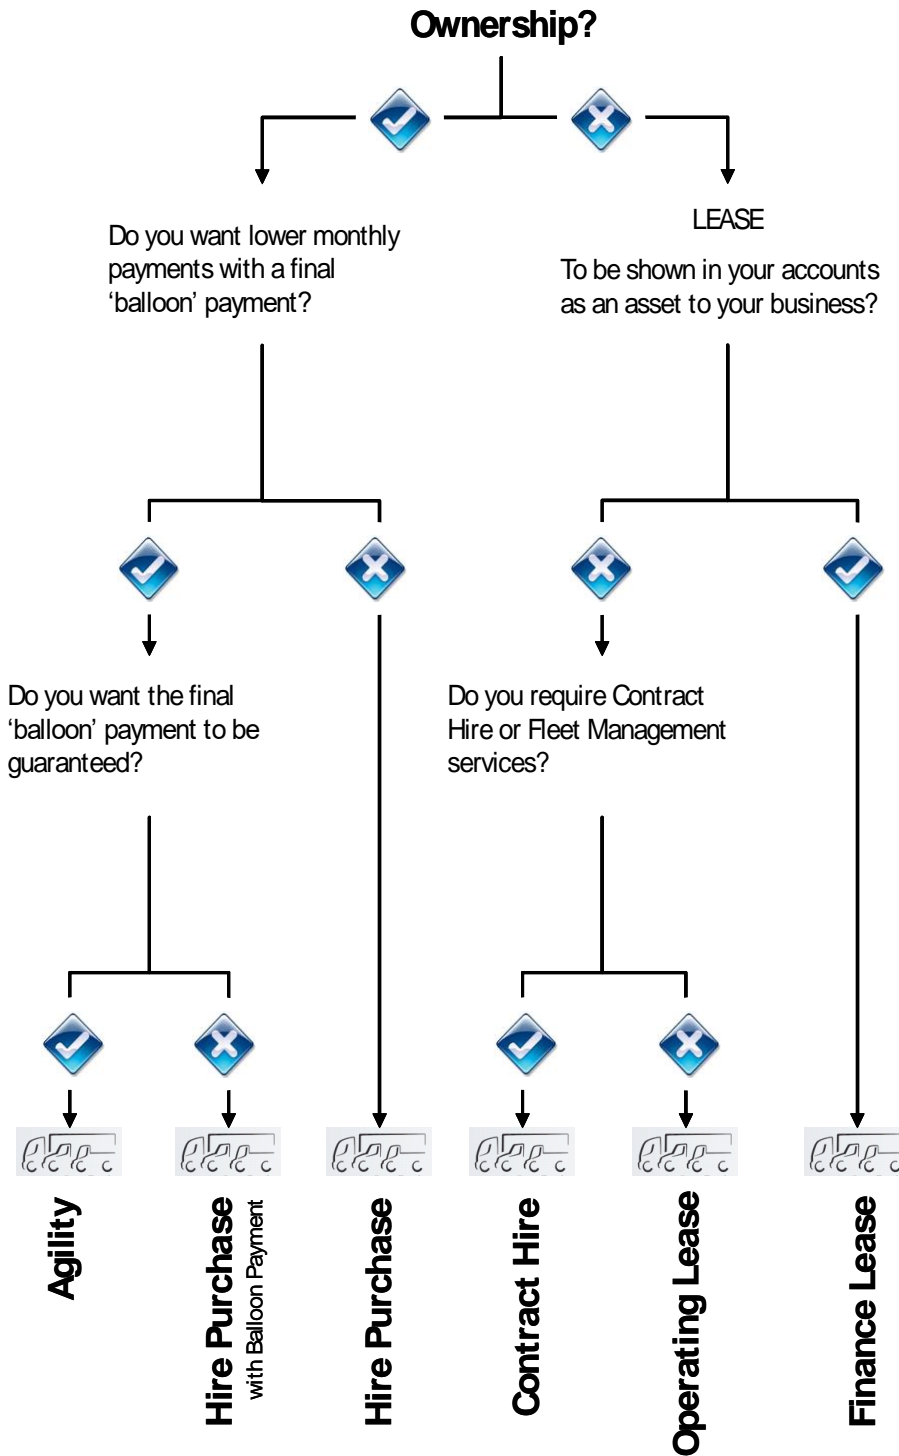 Ownership?
Do you want lower monthly
payments with a final
‘balloon’ payment?
LEASE
To be shown in your accounts
as an asset to your business?
Do you want the final
‘balloon’ payment to be
guaranteed?
Do you require Contract
Hire or Fleet Management
services?
Agility
Hire Purchase
with Balloon Payment
Hire Purchase
Contract Hire
Operating Lease
Finance Lease